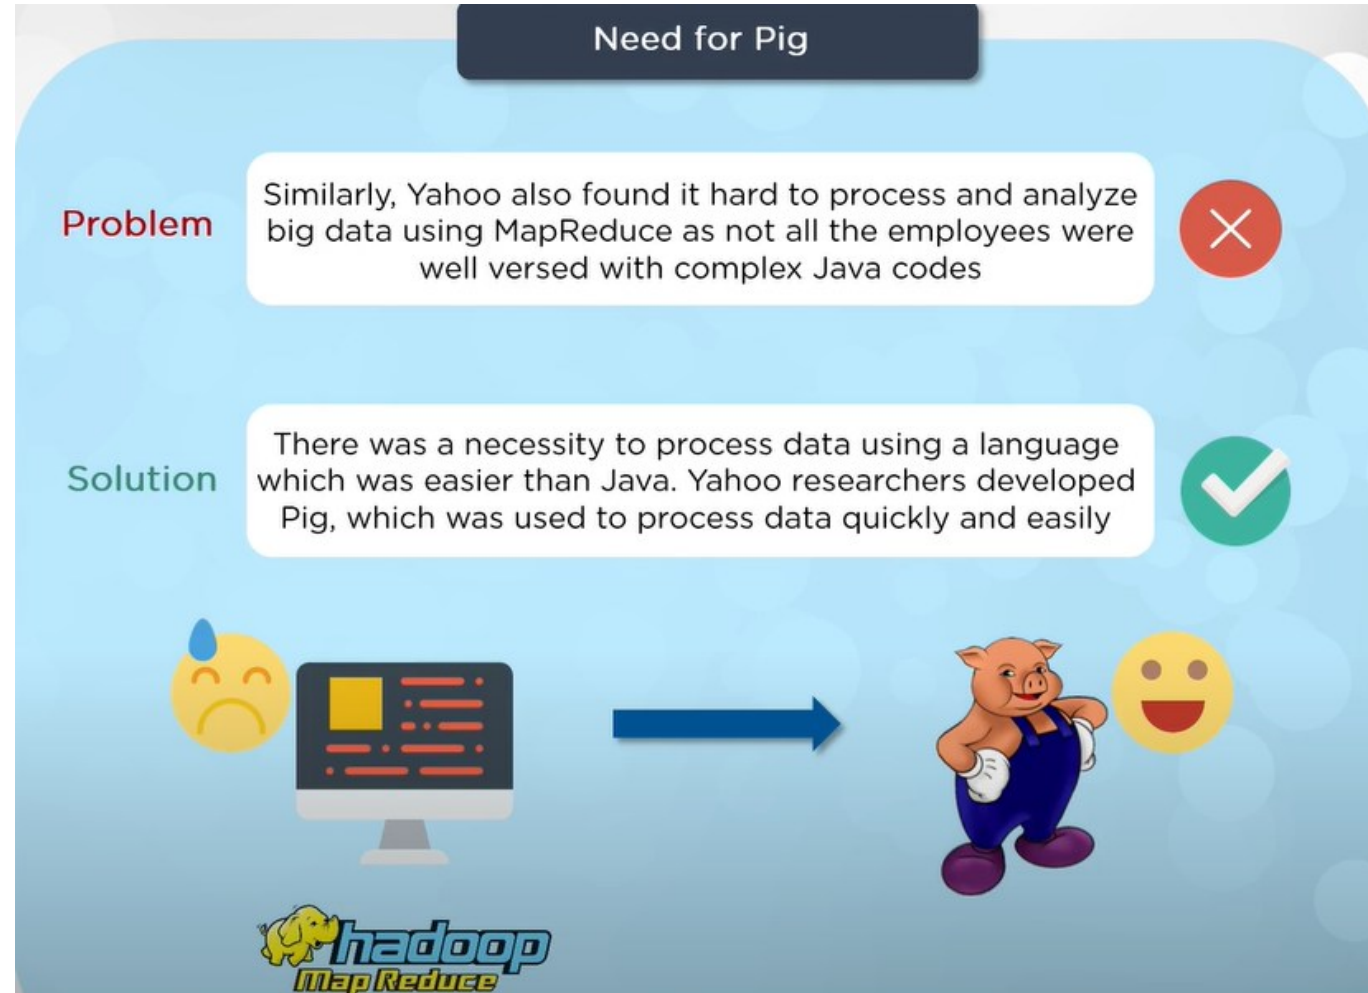 Need for Pig
Problem
Similarly, Yahoo also found it hard to process and analyze
big data using MapReduce as not all the employees were
well versed with complex Java codes
Solution
There was a necessity to process data using a language
which was easier than Java. Yahoo researchers developed
Pig, which was used to process data quickly and easily
hadoop
Map Reduce